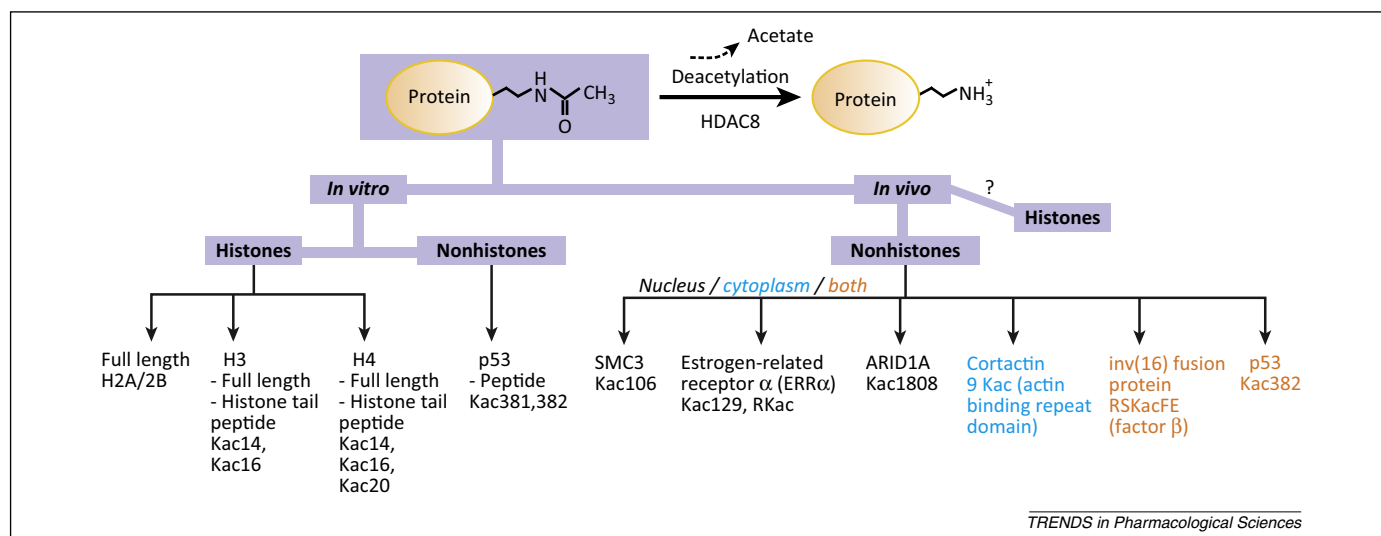 Acetate
Deacetylation
HDAC8
Protein
H
N
CH3
O
Protein
NH3+
In vitro
In vivo
?
Histones
Histones
Nonhistones
Nonhistones
Nucleus / cytoplasm / both
Full length
H2A/2B
H3
- Full length
- Histone tail
peptide
Kac14,
Kac16
H4
- Full length
- Histone tail
peptide
Kac14,
Kac16,
Kac20
p53
- Peptide
Kac381,382
SMC3
Kac106
Estrogen-related
receptor α (ERRα)
Kac129, RKac
ARID1A
Kac1808
Cortactin
9 Kac (actin
binding repeat
domain)
inv(16) fusion
protein
RSKacFE
(factor β)
p53
Kac382
TRENDS in Pharmacological Sciences